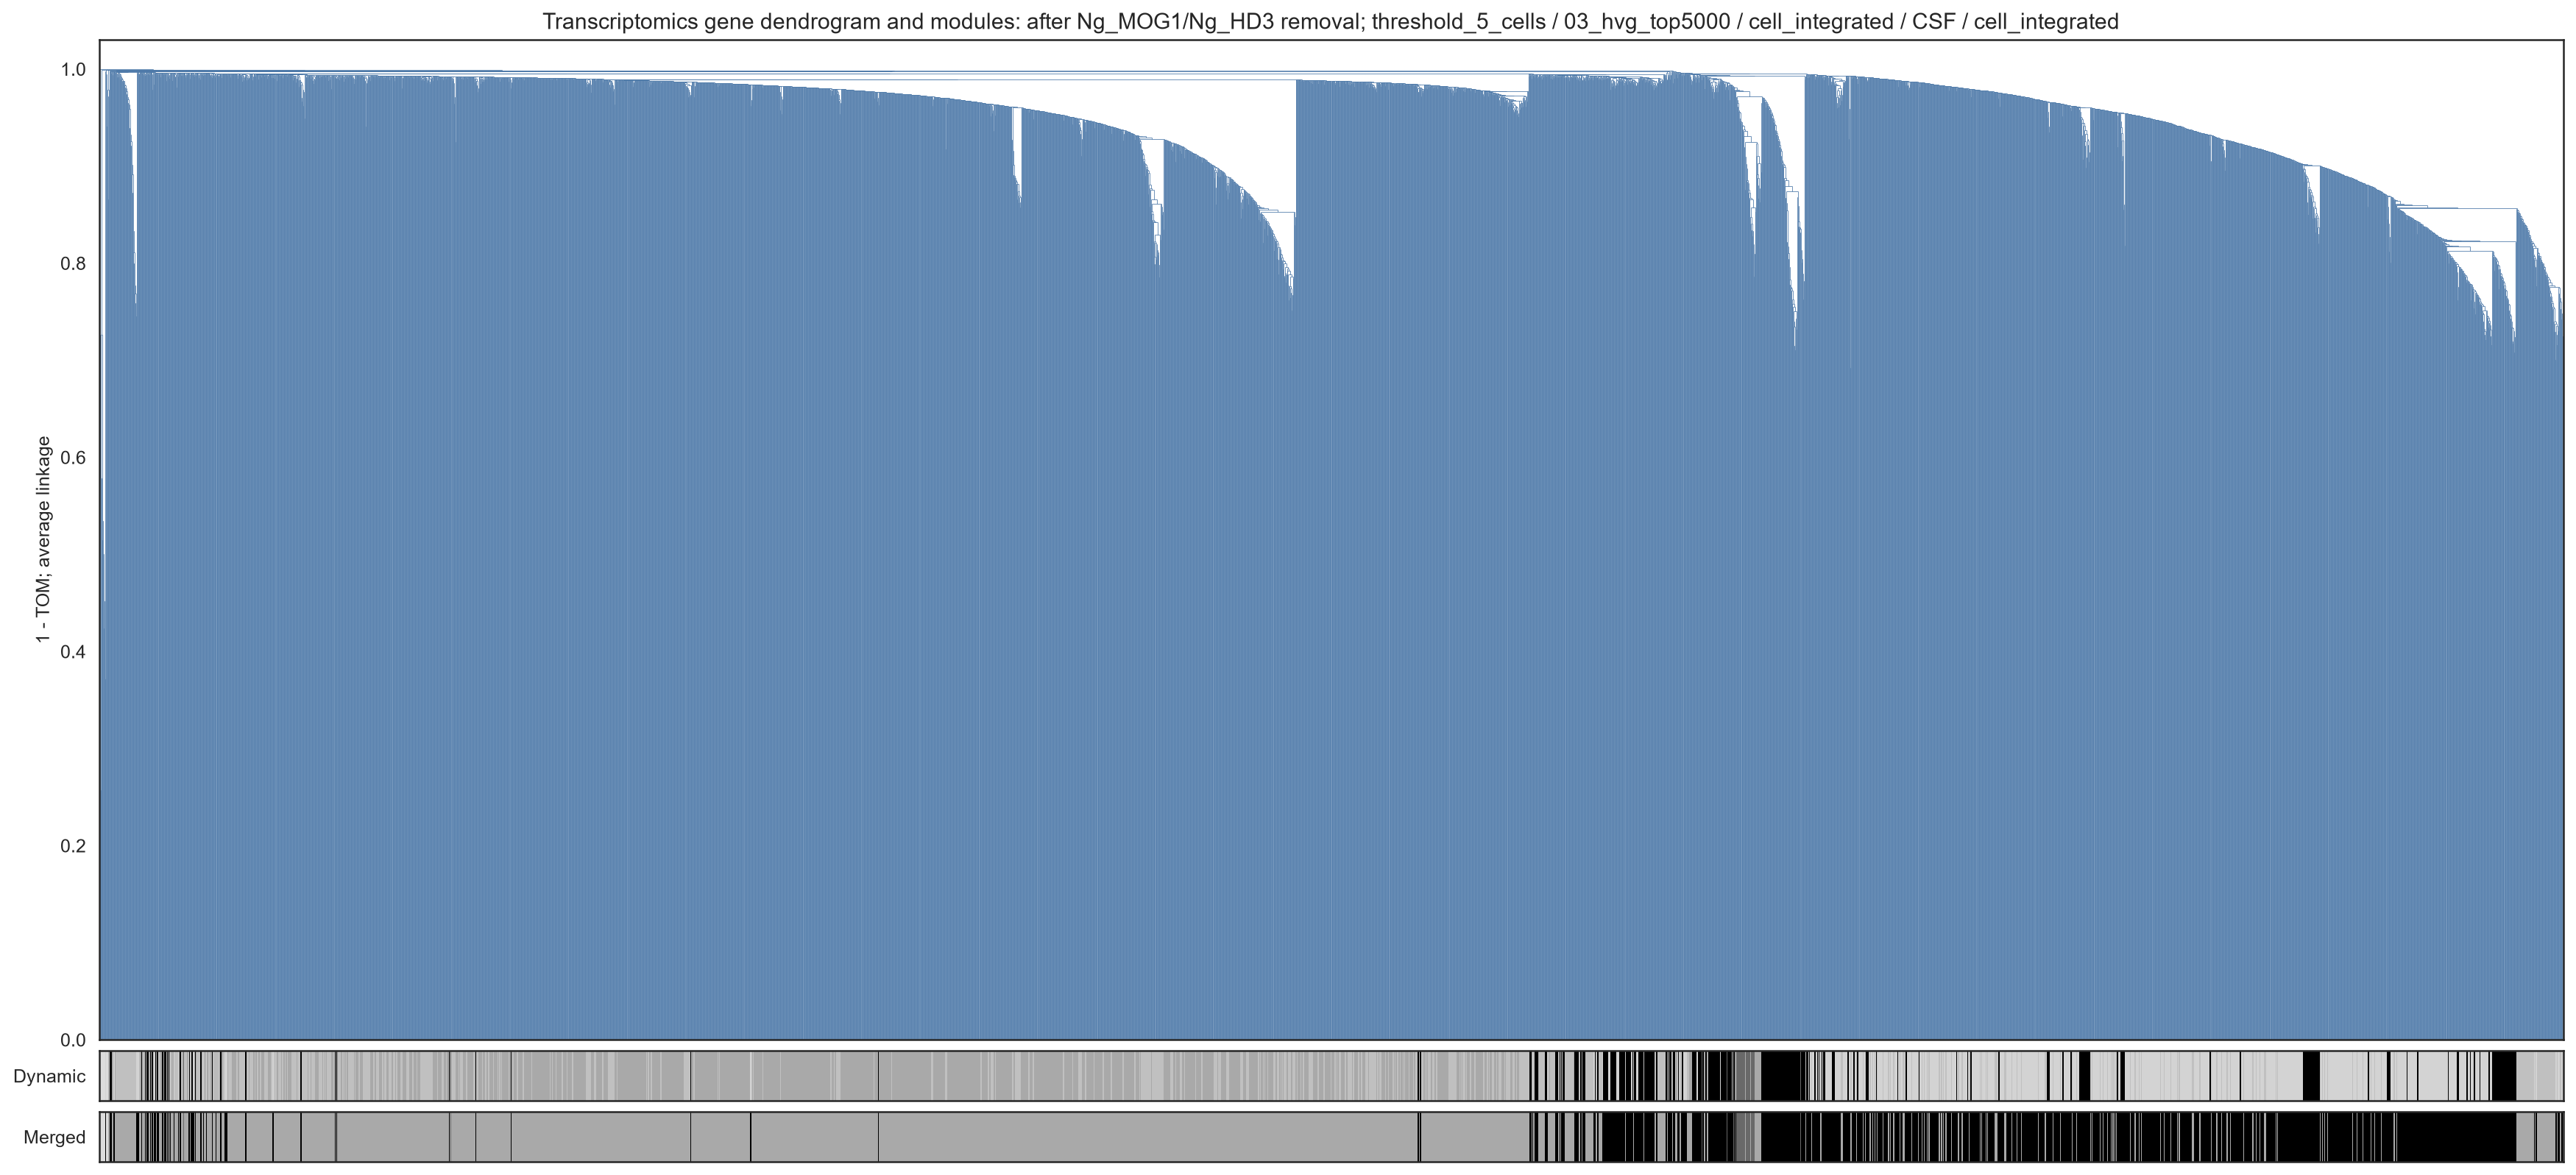 Transcriptomics gene dendrogram and modules: after Ng_MOG1/Ng_HD3 removal; threshold_5_cells / 03_hvg_top5000 / cell_integrated / CSF / cell_integrated
1 - TOM; average linkage
1.0
0.8
0.6
0.4
0.2
0.0
Dynamic
Merged